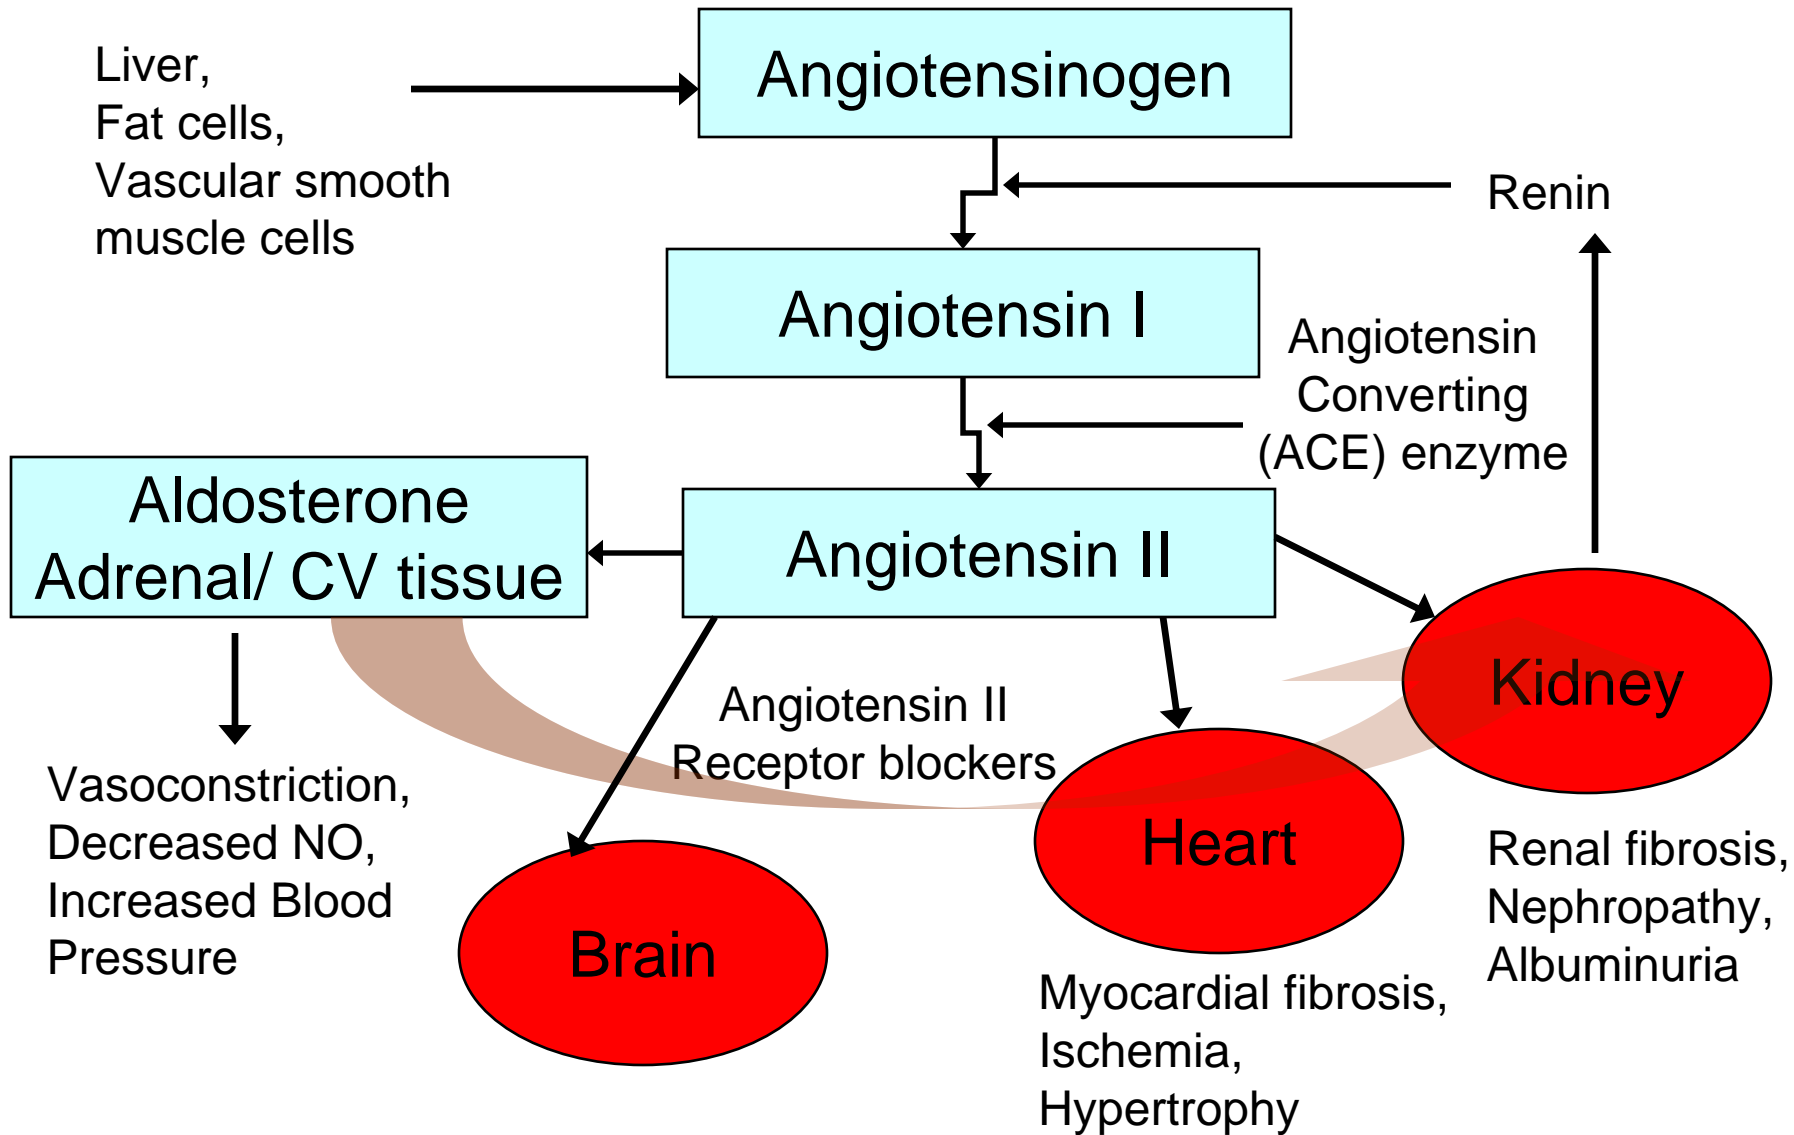 Liver,
Fat cells,
Vascular smooth
muscle cells
Angiotensinogen
Renin
Angiotensin I
Angiotensin
Converting
(ACE) enzyme
Aldosterone
Adrenal/ CV tissue
Angiotensin II
Kidney
Angiotensin II
Receptor blockers
Vasoconstriction,
Decreased NO,
Increased Blood
Pressure
Brain
Heart
Renal fibrosis,
Nephropathy,
Albuminuria
Myocardial fibrosis,
Ischemia,
Hypertrophy